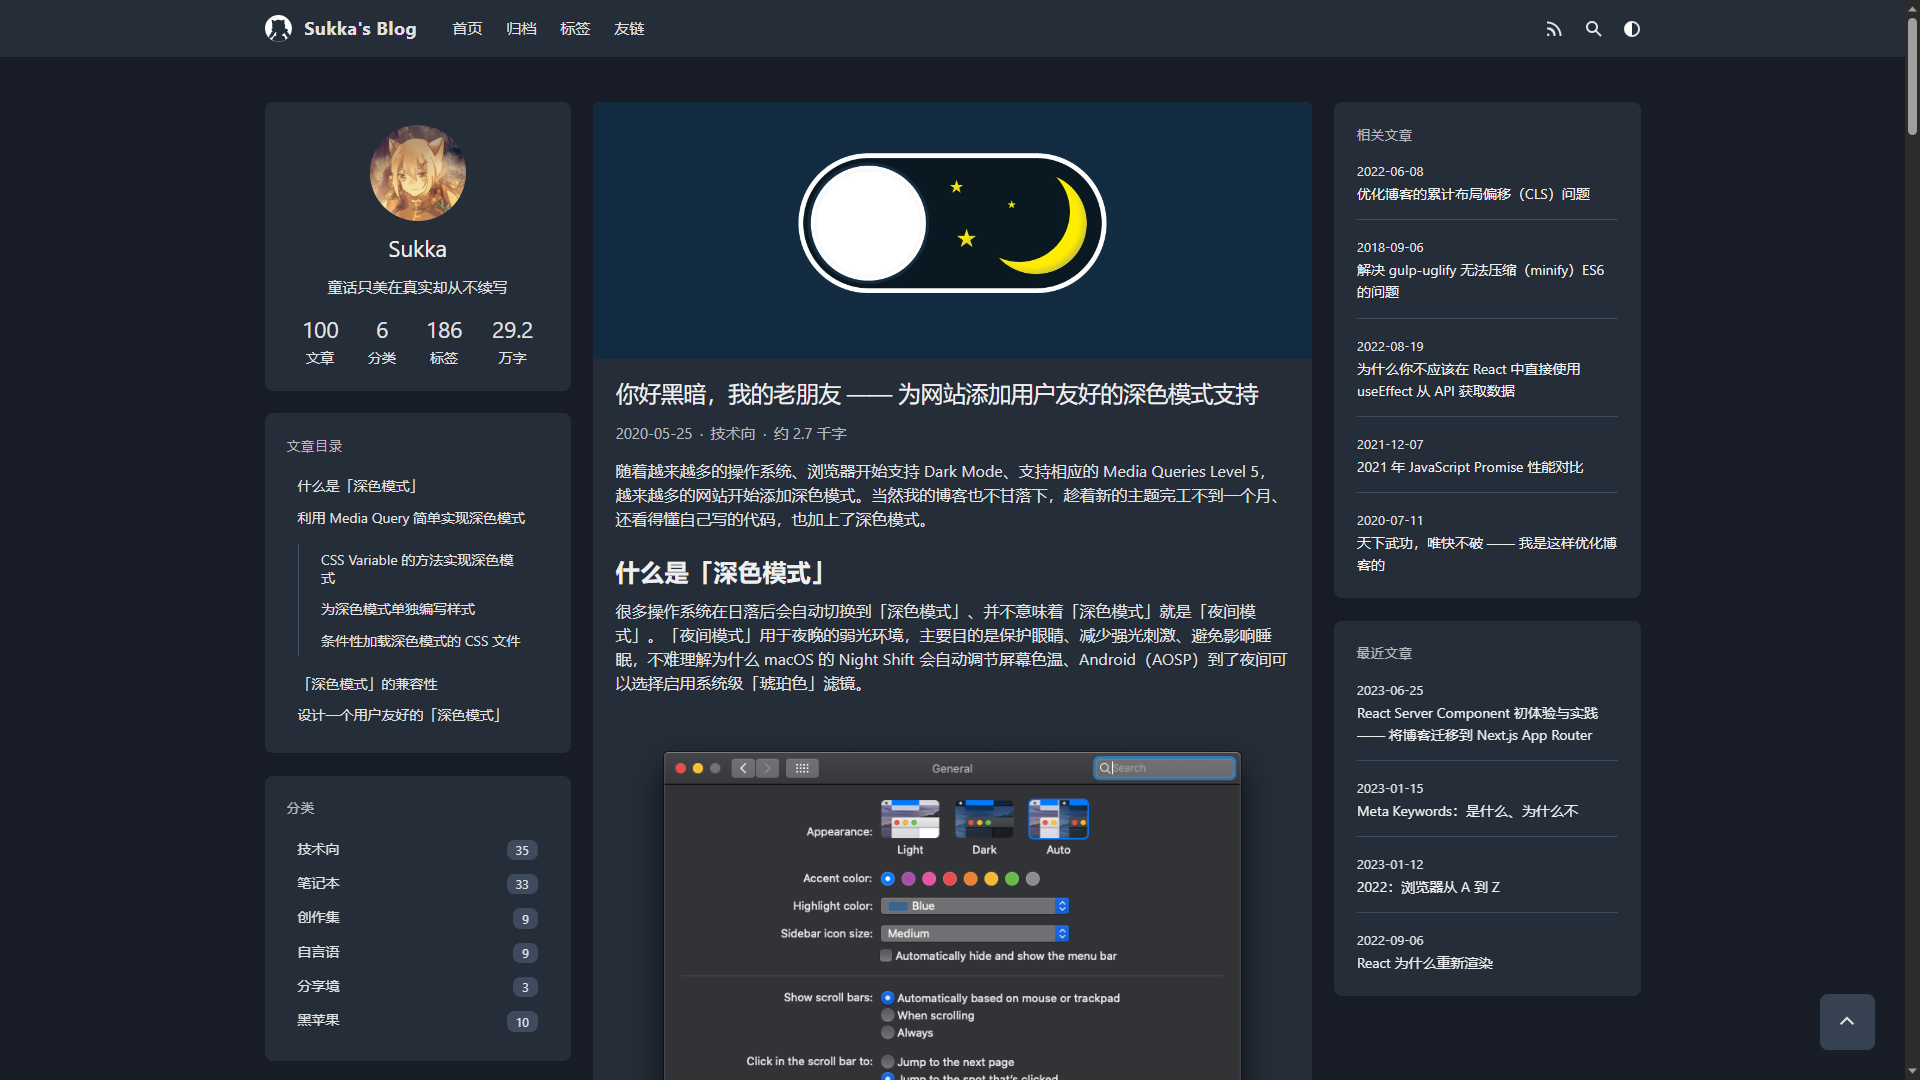 Sukka's Blog
首页
归档
标签
友链
Sukka
童话只美在真实却从不续写
100
6
186
29.2
文章
分类
标签
万字
文章目录
什么是「深色模式」
利用 Media Query 简单实现深色模式
CSS Variable 的方法实现深色模
式
为深色模式单独编写样式
条件性加载深色模式的 CSS 文件
「深色模式」的兼容性
设计一个用户友好的「深色模式」
分类
技术向 35
笔记本 33
创作集 9
自言语 9
分享境 3
黑苹果 10
你好黑暗，我的老朋友 —— 为网站添加用户友好的深色模式支持
2020-05-25 · 技术向 · 约 2.7 千字
随着越来越多的操作系统、浏览器开始支持 Dark Mode、支持相应的 Media Queries Level 5，
越来越多的网站开始添加深色模式。当然我的博客也不甘落下，趁着新的主题完工不到一个月、
还看得懂自己写的代码，也加上了深色模式。
什么是「深色模式」
很多操作系统在日落后会自动切换到「深色模式」、并不意味着「深色模式」就是「夜间模
式」。「夜间模式」用于夜晚的弱光环境，主要目的是保护眼睛、减少强光刺激、避免影响睡
眠，不难理解为什么 macOS 的 Night Shift 会自动调节屏幕色温、Android（AOSP）到了夜间可
以选择启用系统级「琥珀色」滤镜。
General
Search
Appearance:
Light
Dark
Auto
Accent color:
Highlight color: Blue
Sidebar icon size: Medium
Automatically hide and show the menu bar
Show scroll bars: Automatically based on mouse or trackpad
When scrolling
Always
Click in the scroll bar to: Jump to the next page
Jump to the spot that's clicked
相关文章
2022-06-08
优化博客的累计布局偏移（CLS）问题
2018-09-06
解决 gulp-uglify 无法压缩（minify）ES6
的问题
2022-08-19
为什么你不应该在 React 中直接使用
useEffect 从 API 获取数据
2021-12-07
2021 年 JavaScript Promise 性能对比
2020-07-11
天下武功，唯快不破 —— 我是这样优化博
客的
最近文章
2023-06-25
React Server Component 初体验与实践
—— 将博客迁移到 Next.js App Router
2023-01-15
Meta Keywords：是什么、为什么不
2023-01-12
2022：浏览器从 A 到 Z
2022-09-06
React 为什么重新渲染